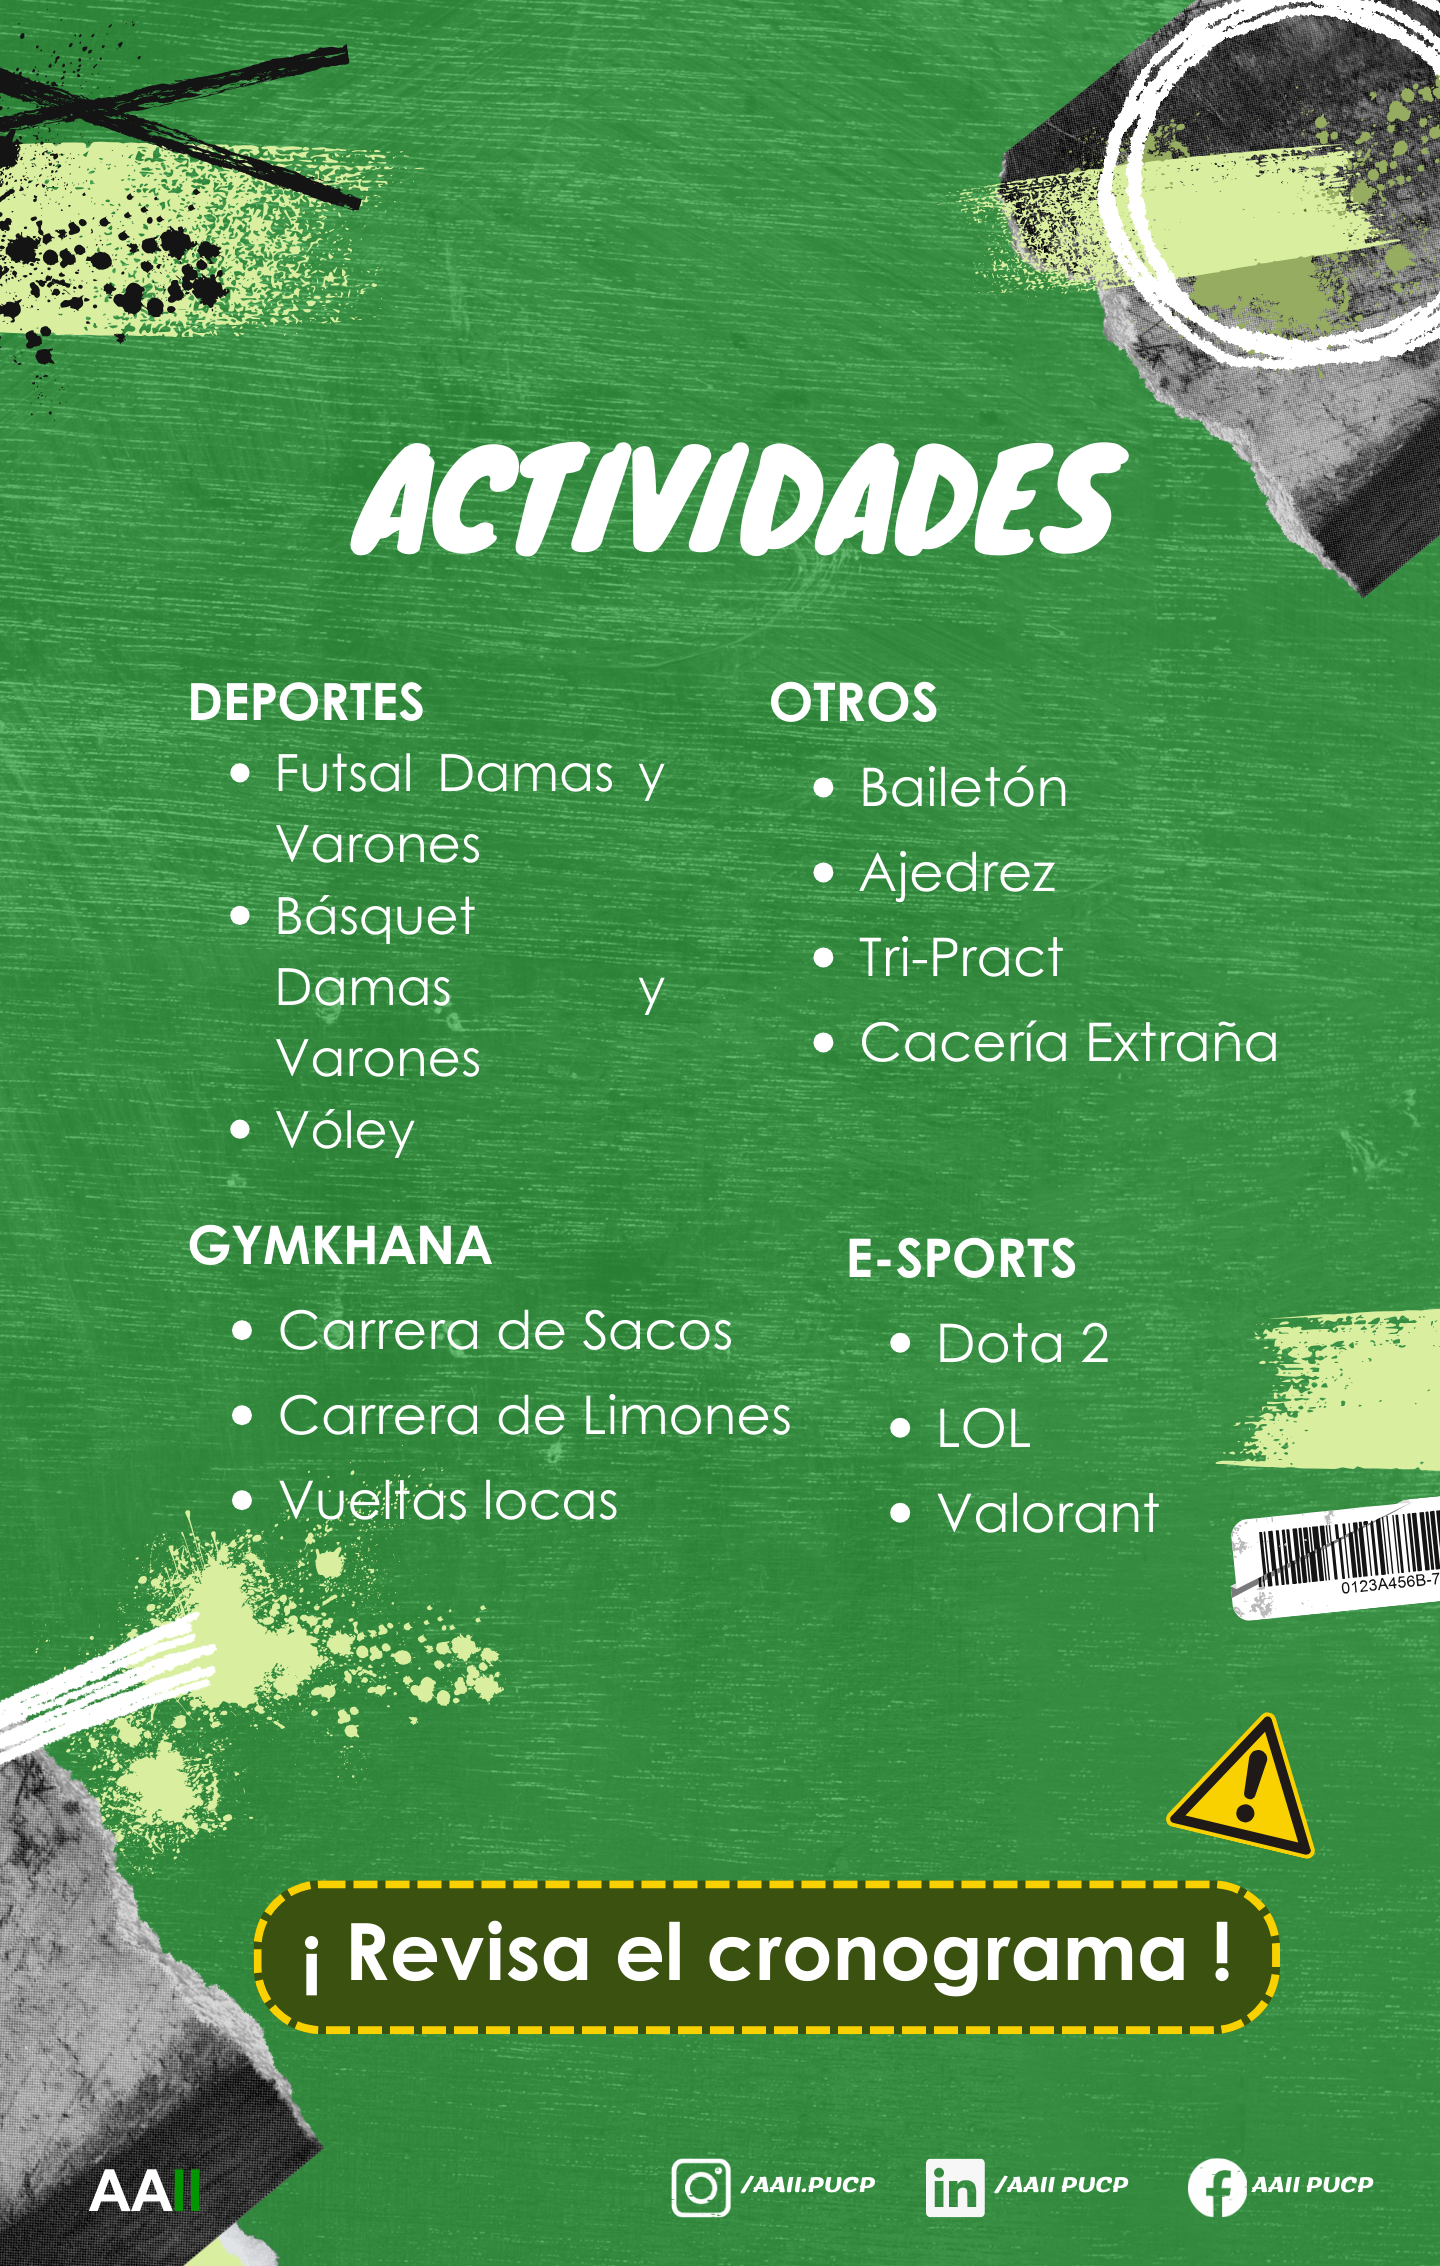 ACTIVIDADES
DEPORTES
• Futsal Damas y
Varones
• Básquet
Damas y
Varones
• Vóley
OTROS
• Bailetón
• Ajedrez
• Tri-Pract
• Cacería Extraña
GYMKHANA
• Carrera de Sacos
• Carrera de Limones
• Vueltas locas
E-SPORTS
• Dota 2
• LOL
• Valorant
0123A456B-7
¡ Revisa el cronograma !
AAII
/AAII.PUCP
/AAII PUCP
AAII PUCP